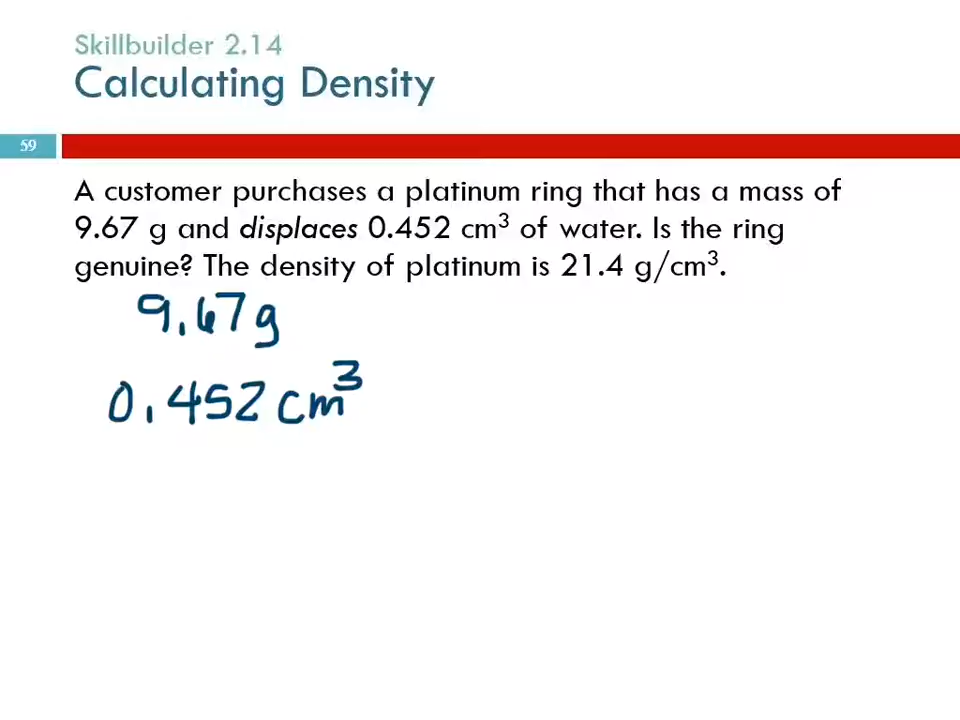 Skillbuilder 2.14
Calculating Density
59
A customer purchases a platinum ring that has a mass of
9.67 g and displaces 0.452 cm³ of water. Is the ring
genuine? The density of platinum is 21.4 g/cm³.
9.67g
0.452 cm³